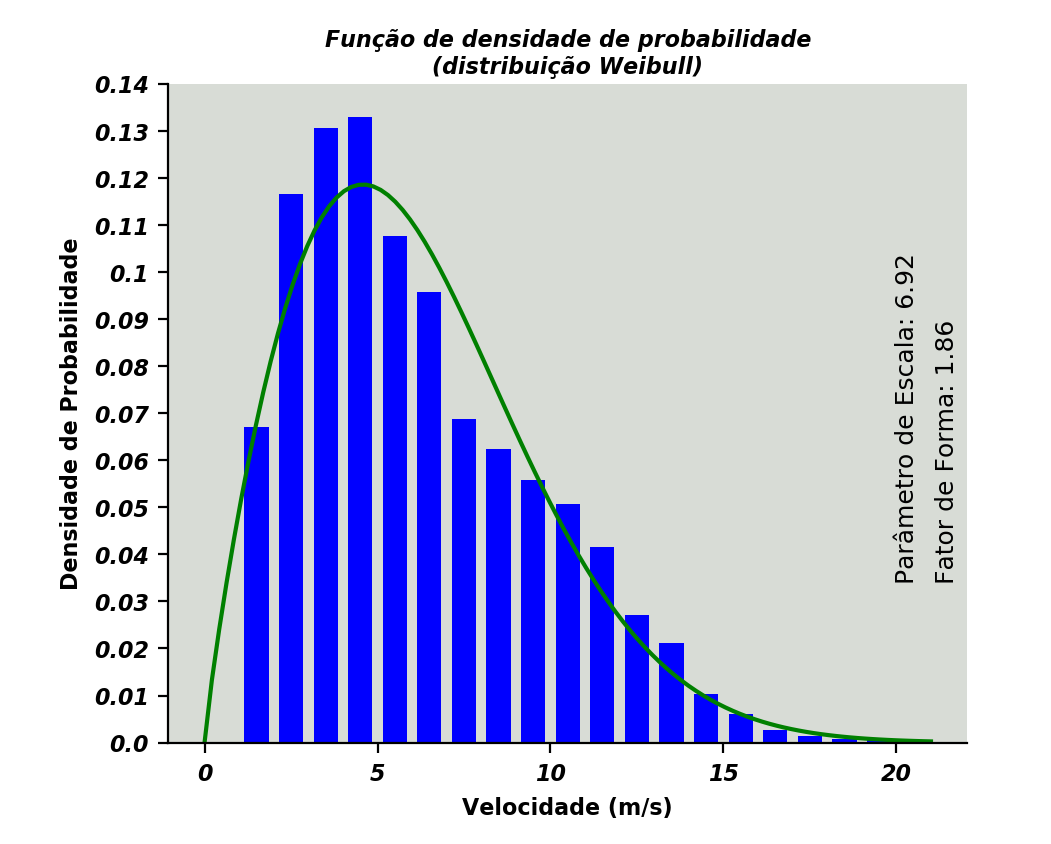 Função de densidade de probabilidade
(distribuição Weibull)
0.14
0.13
0.12
0.11
0.1
0.09
0.08
0.07
0.06
0.05
0.04
0.03
0.02
0.01
0.0
Densidade de Probabilidade
Parâmetro de Escala: 6.92
Fator de Forma: 1.86
0 5 10 15 20
Velocidade (m/s)